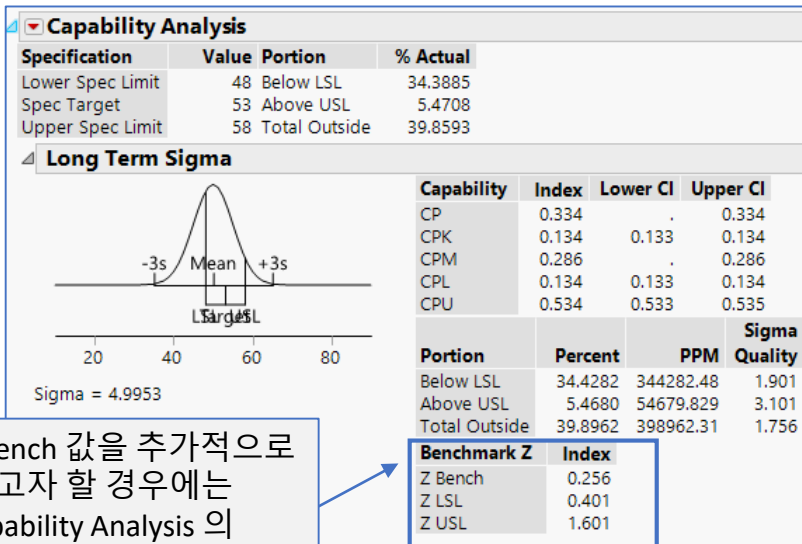 Capability Analysis
Specification Value Portion % Actual
Lower Spec Limit 48 Below LSL 34.3885
Spec Target 53 Above USL 5.4708
Upper Spec Limit 58 Total Outside 39.8593
Long Term Sigma
-3s Mean +3s
LSL Target USL
20 40 60 80
Sigma = 4.9953
Capability Index Lower CI Upper CI
CP 0.334 . 0.334
CPK 0.134 0.133 0.134
CPM 0.286 . 0.286
CPL 0.134 0.133 0.134
CPU 0.534 0.533 0.535
Portion Percent PPM Sigma Quality
Below LSL 34.4282 344282.48 1.901
Above USL 5.4680 54679.829 3.101
Total Outside 39.8962 398962.31 1.756
Benchmark Z Index
Z Bench 0.256
Z LSL 0.401
Z USL 1.601
값을 추가적으로
할 경우에는
Analysis 의